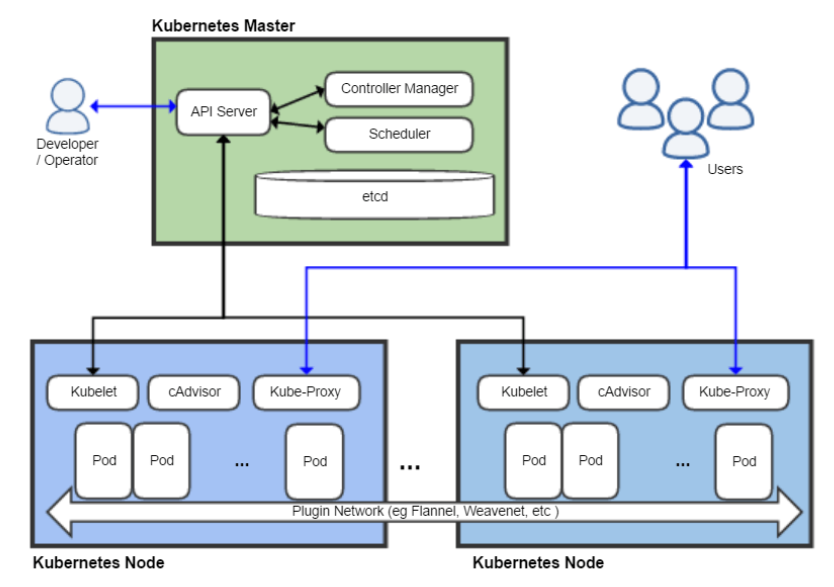 Kubernetes Master
API Server
Controller Manager
Scheduler
etcd
Developer
/ Operator
Users
Kubelet
cAdvisor
Kube-Proxy
Pod
Pod
...
Pod
...
Kubelet
cAdvisor
Kube-Proxy
Pod
Pod
...
Pod
Plugin Network (eg Flannel, Weavenet, etc )
Kubernetes Node
Kubernetes Node